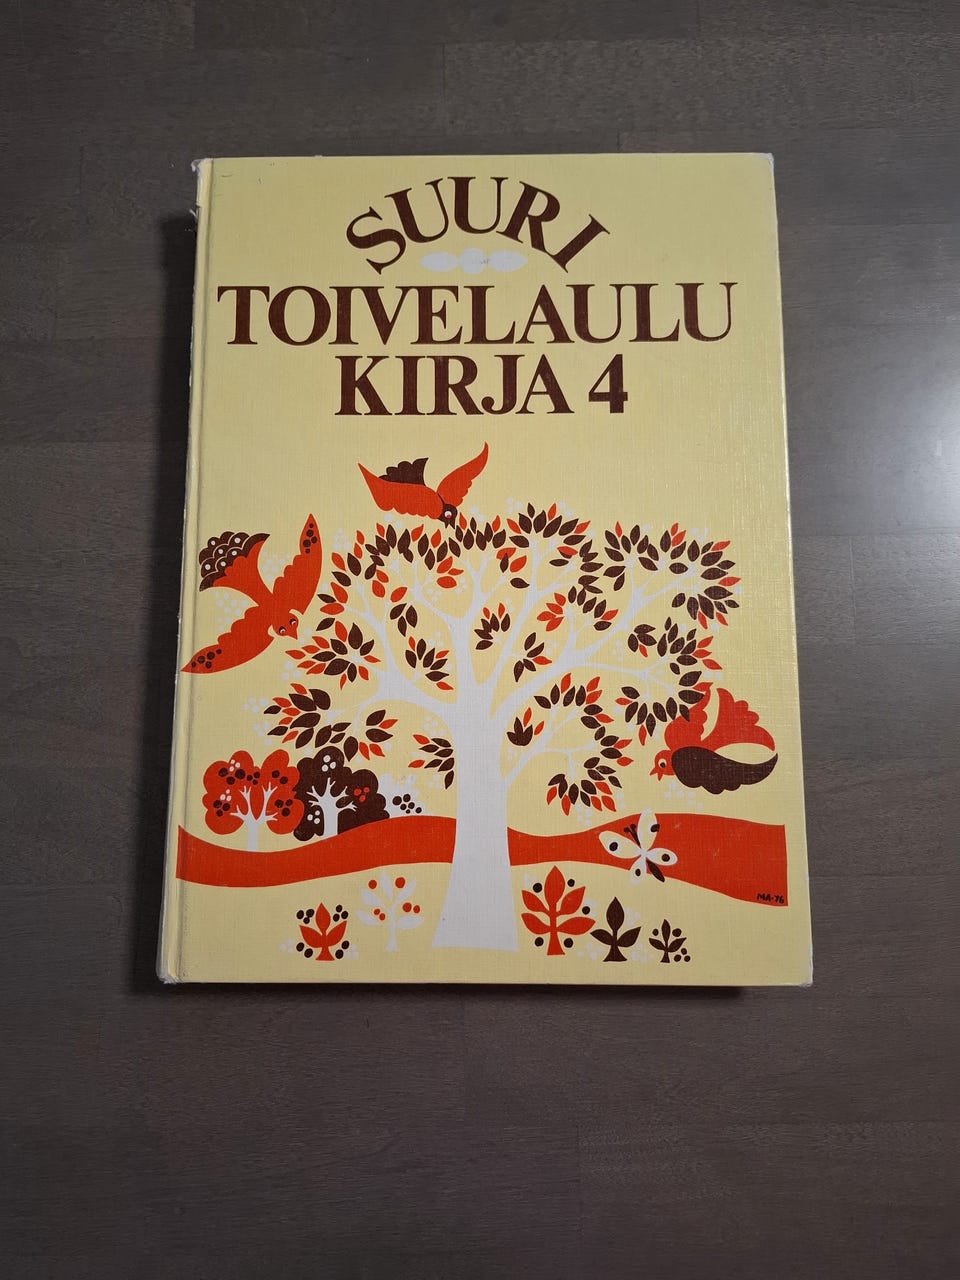 SUURI
TOIVELAULU
KIRJA 4
MA-76